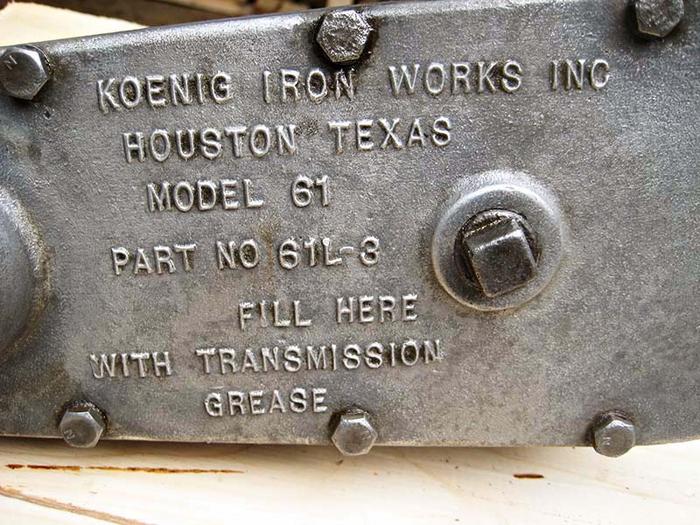 KOENIG IRON WORKS INC
HOUSTON TEXAS
MODEL 61
PART NO 61L-3
FILL HERE
WITH TRANSMISSION
GREASE